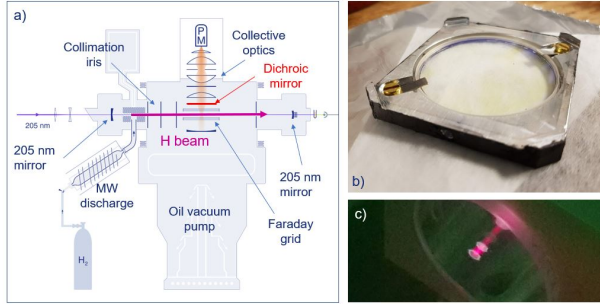 a)
P
M
Collimation
iris
Collective
optics
Dichroic
mirror
205 nm
H beam
205 nm
mirror
205 nm
mirror
MW
discharge
Faraday
grid
Oil vacuum
pump
H₂
b)
c)